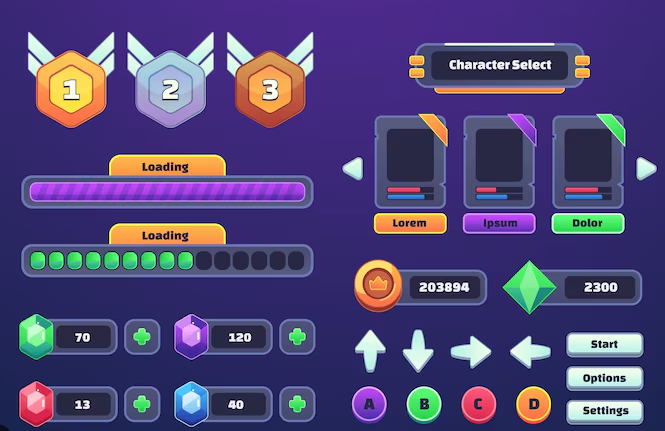 1
2
3
Loading
Loading
70
120
13
40
Character Select
Lorem
Ipsum
Dolor
203894
2300
Start
Options
Settings
A
B
C
D